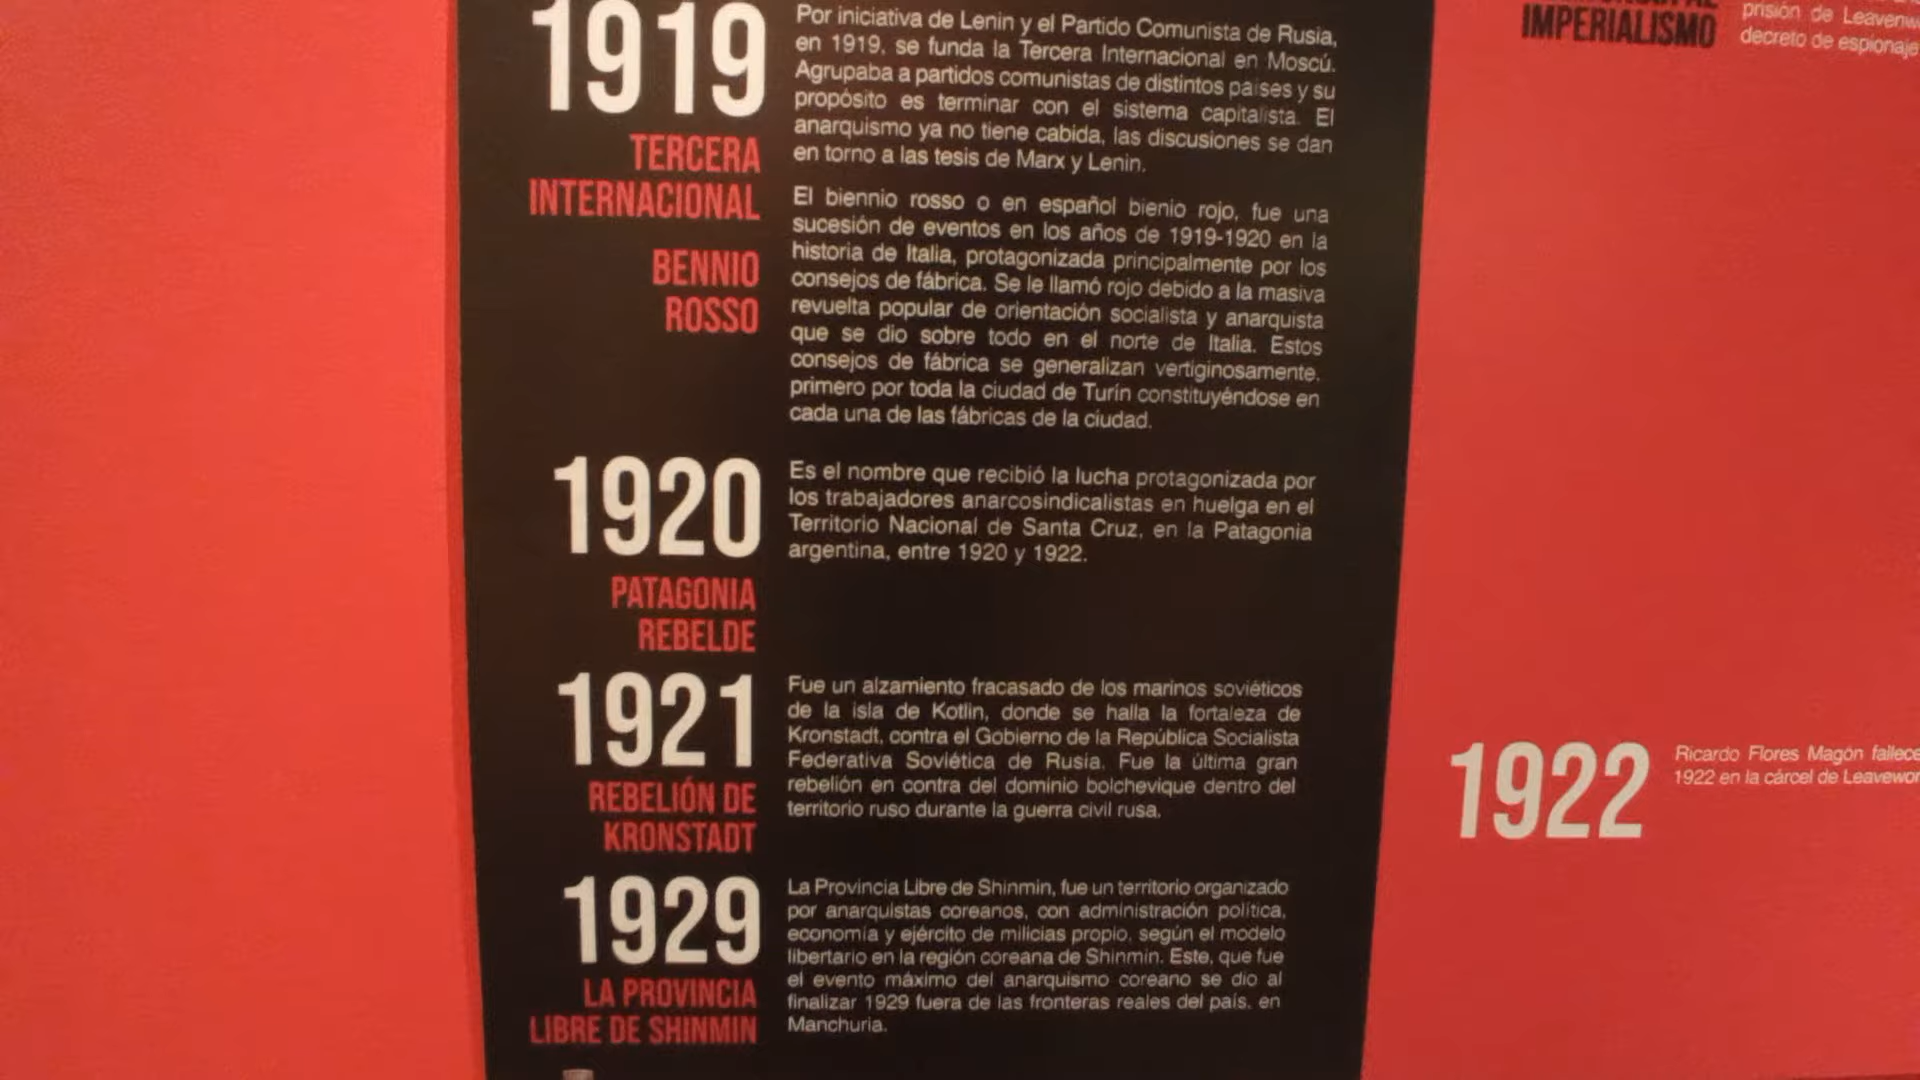 1919
TERCERA
INTERNACIONAL
Por iniciativa de Lenin y el Partido Comunista de Rusia,
en 1919, se funda la Tercera Internacional en Moscú.
Agrupaba a partidos comunistas de distintos países y su
propósito es terminar con el sistema capitalista. El
anarquismo ya no tiene cabida, las discusiones se dan
en torno a las tesis de Marx y Lenin.
BENNIO
ROSSO
El biennio rosso o en español bienio rojo, fue una
sucesión de eventos en los años de 1919-1920 en la
historia de Italia, protagonizada principalmente por los
consejos de fábrica. Se le llamó rojo debido a la masiva
revuelta popular de orientación socialista y anarquista
que se dio sobre todo en el norte de Italia. Estos
consejos de fábrica se generalizan vertiginosamente,
primero por toda la ciudad de Turín constituyéndose en
cada una de las fábricas de la ciudad.
1920
PATAGONIA
REBELDE
Es el nombre que recibió la lucha protagonizada por
los trabajadores anarcosindicalistas en huelga en el
Territorio Nacional de Santa Cruz, en la Patagonia
argentina, entre 1920 y 1922.
1921
REBELIÓN DE
KRONSTADT
Fue un alzamiento fracasado de los marinos soviéticos
de la isla de Kotlin, donde se halla la fortaleza de
Kronstadt, contra el Gobierno de la República Socialista
Federativa Soviética de Rusia. Fue la última gran
rebelión en contra del dominio bolchevique dentro del
territorio ruso durante la guerra civil rusa.
1929
LA PROVINCIA
LIBRE DE SHINMIN
La Provincia Libre de Shinmin, fue un territorio organizado
por anarquistas coreanos, con administración política,
economía y ejército de milicias propio, según el modelo
libertario en la región coreana de Shinmin. Este, que fue
el evento máximo del anarquismo coreano se dio al
finalizar 1929 fuera de las fronteras reales del país, en
Manchuria.
IMPERIALISMO
prisión de Leavenw
decreto de espionaje
1922
Ricardo Flores Magón fallece
1922 en la cárcel de Leavewor